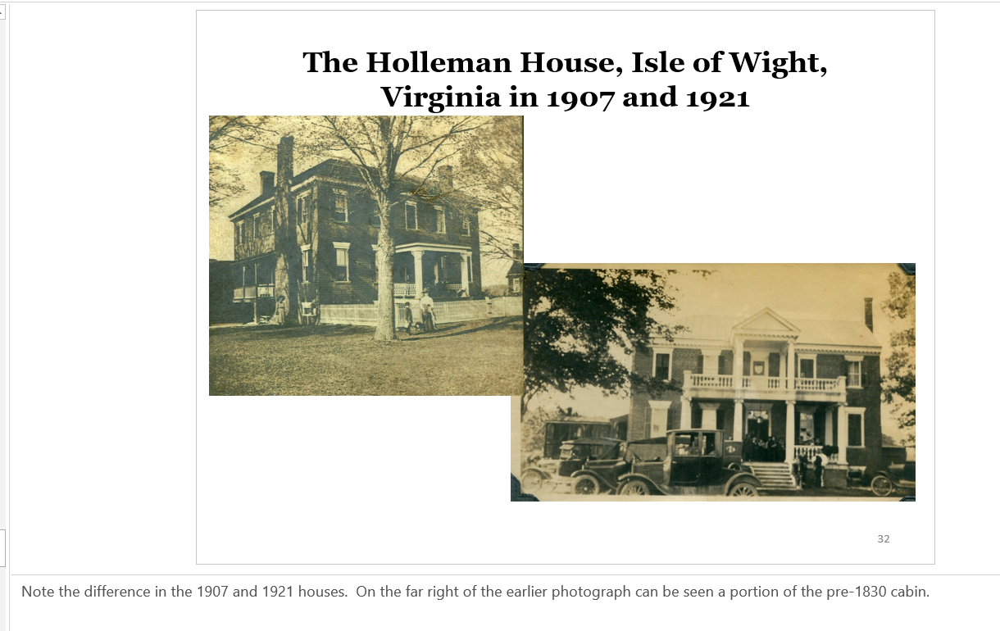 The Holleman House, Isle of Wight,
Virginia in 1907 and 1921
32
Note the difference in the 1907 and 1921 houses.  On the far right of the earlier photograph can be seen a portion of the pre-1830 cabin.